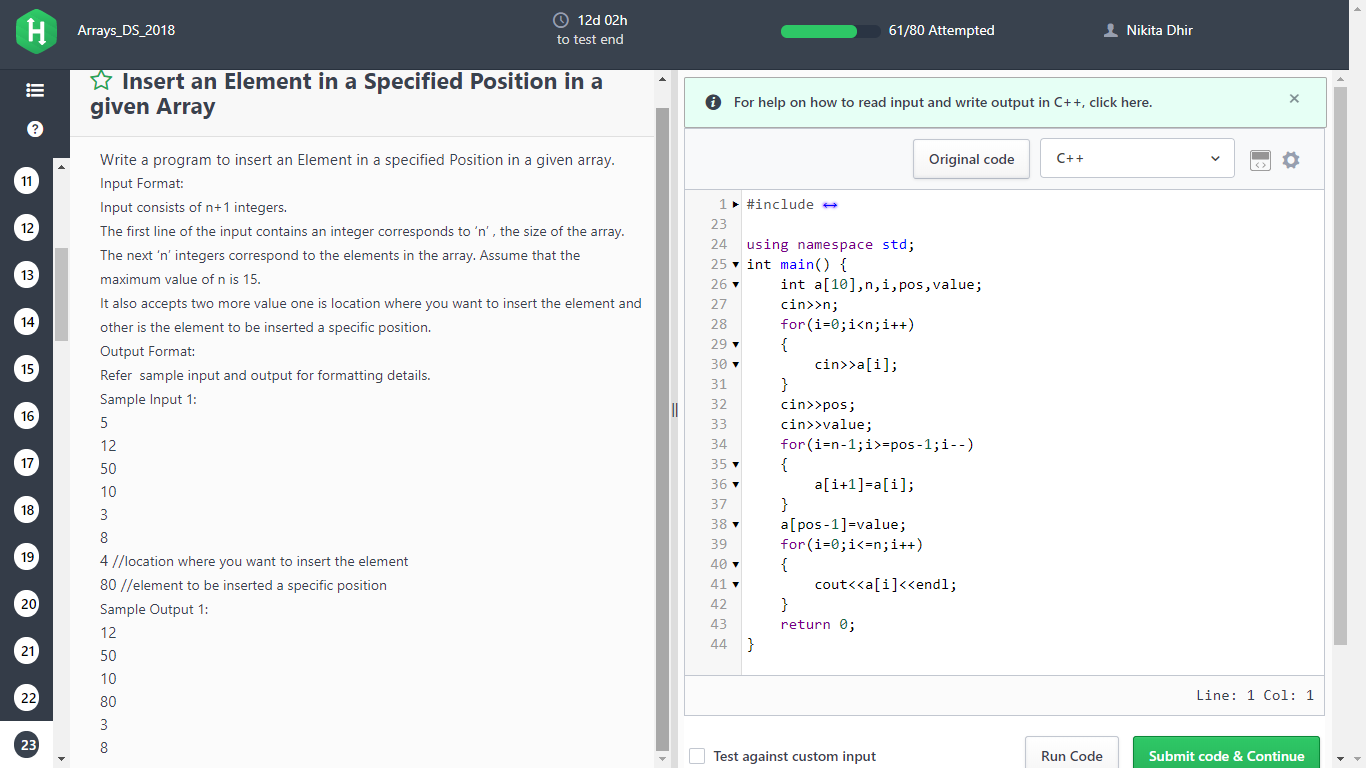 Arrays_DS_2018
12d 02h
to test end
61/80 Attempted
Nikita Dhir
?
11
12
13
14
15
16
17
18
19
20
21
22
23
Insert an Element in a Specified Position in a
given Array
Write a program to insert an Element in a specified Position in a given array.
Input Format:
Input consists of n+1 integers.
The first line of the input contains an integer corresponds to ‘n’ , the size of the array.
The next ‘n’ integers correspond to the elements in the array. Assume that the
maximum value of n is 15.
It also accepts two more value one is location where you want to insert the element and
other is the element to be inserted a specific position.
Output Format:
Refer  sample input and output for formatting details.
Sample Input 1:
5
12
50
10
3
8
4 //location where you want to insert the element
80 //element to be inserted a specific position
Sample Output 1:
12
50
10
80
3
8
For help on how to read input and write output in C++, click here.
Original code
C++
1 #include
23
24 using namespace std;
25 int main() {
26 int a[10],n,i,pos,value;
27 cin>>n;
28 for(i=0;i<n;i++)
29 {
30 cin>>a[i];
31 }
32 cin>>pos;
33 cin>>value;
34 for(i=n-1;i>=pos-1;i--)
35 {
36 a[i+1]=a[i];
37 }
38 a[pos-1]=value;
39 for(i=0;i<=n;i++)
40 {
41 cout<<a[i]<<endl;
42 }
43 return 0;
44 }
Line: 1 Col: 1
Test against custom input
Run Code
Submit code & Continue